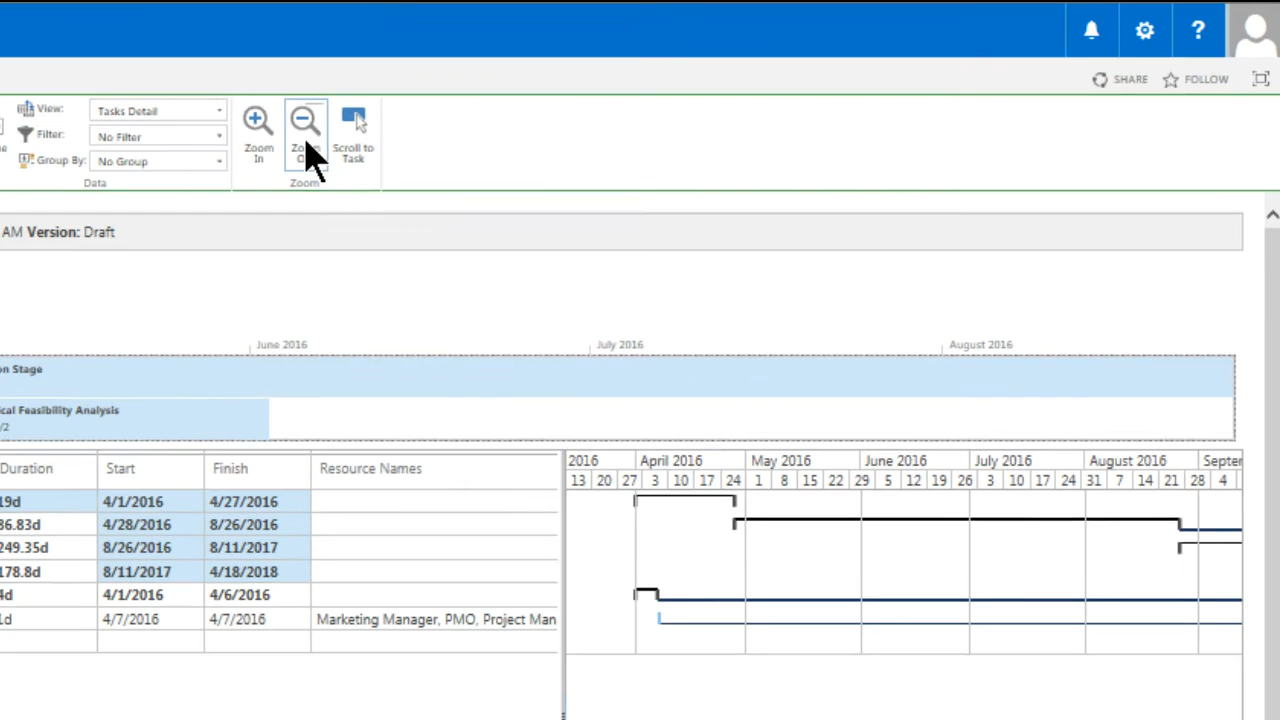 ?
SHARE FOLLOW
View: Tasks Detail
Filter: No Filter
Group By: No Group
Data
Zoom In
Scroll to Task
Zoom
AM Version: Draft
June 2016 July 2016 August 2016
on Stage
ical Feasibility Analysis
/2
Duration Start Finish Resource Names
2016 April 2016 May 2016 June 2016 July 2016 August 2016 Septer
13 20 27 3 10 17 24 1 8 15 22 29 5 12 19 26 3 10 17 24 31 7 14 21 28 4
19d 4/1/2016 4/27/2016
86.83d 4/28/2016 8/26/2016
249.35d 8/26/2016 8/11/2017
178.8d 8/11/2017 4/18/2018
4d 4/1/2016 4/6/2016
1d 4/7/2016 4/7/2016 Marketing Manager, PMO, Project Man